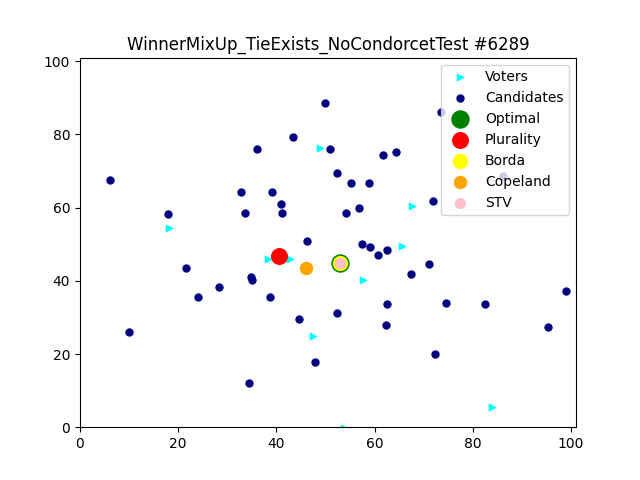 WinnerMixUp_TieExists_NoCondorcetTest #6289
Voters
Candidates
Optimal
Plurality
Borda
Copeland
STV
100
80
60
40
20
0
0 20 40 60 80 100